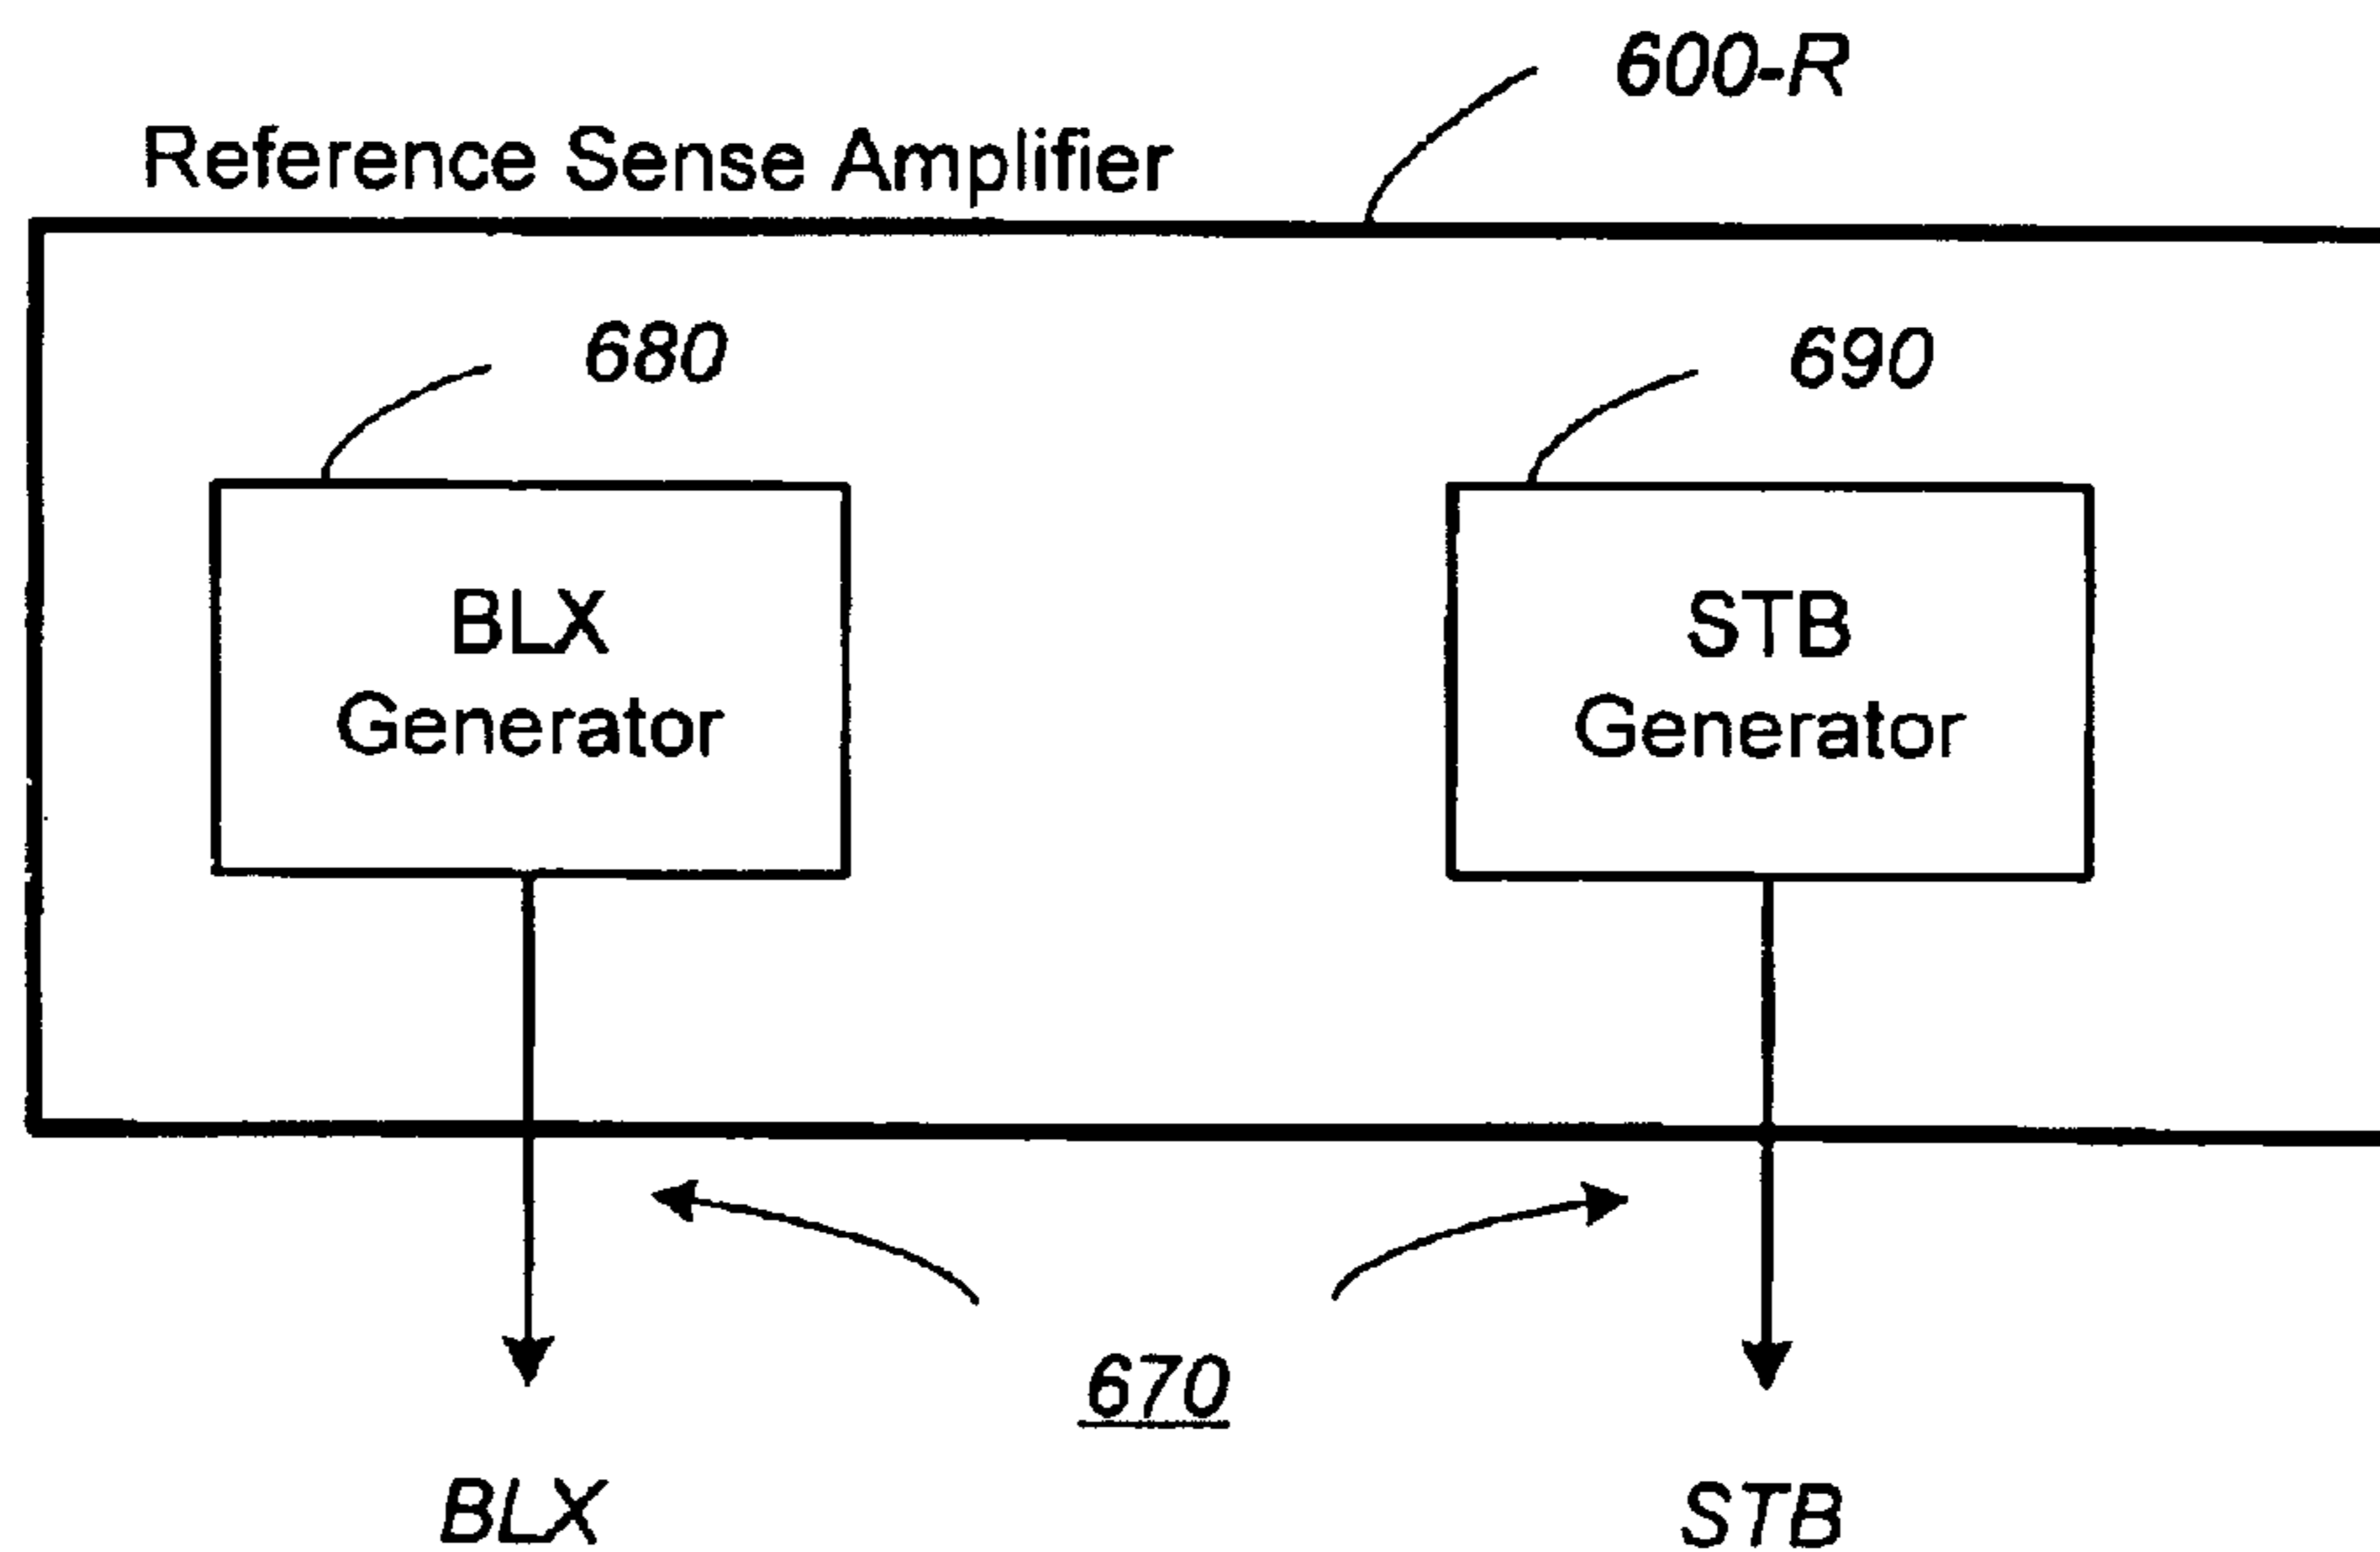 600-R
Reference Sense Amplifier
680
690
BLX
Generator
STB
Generator
670
BLX
STB